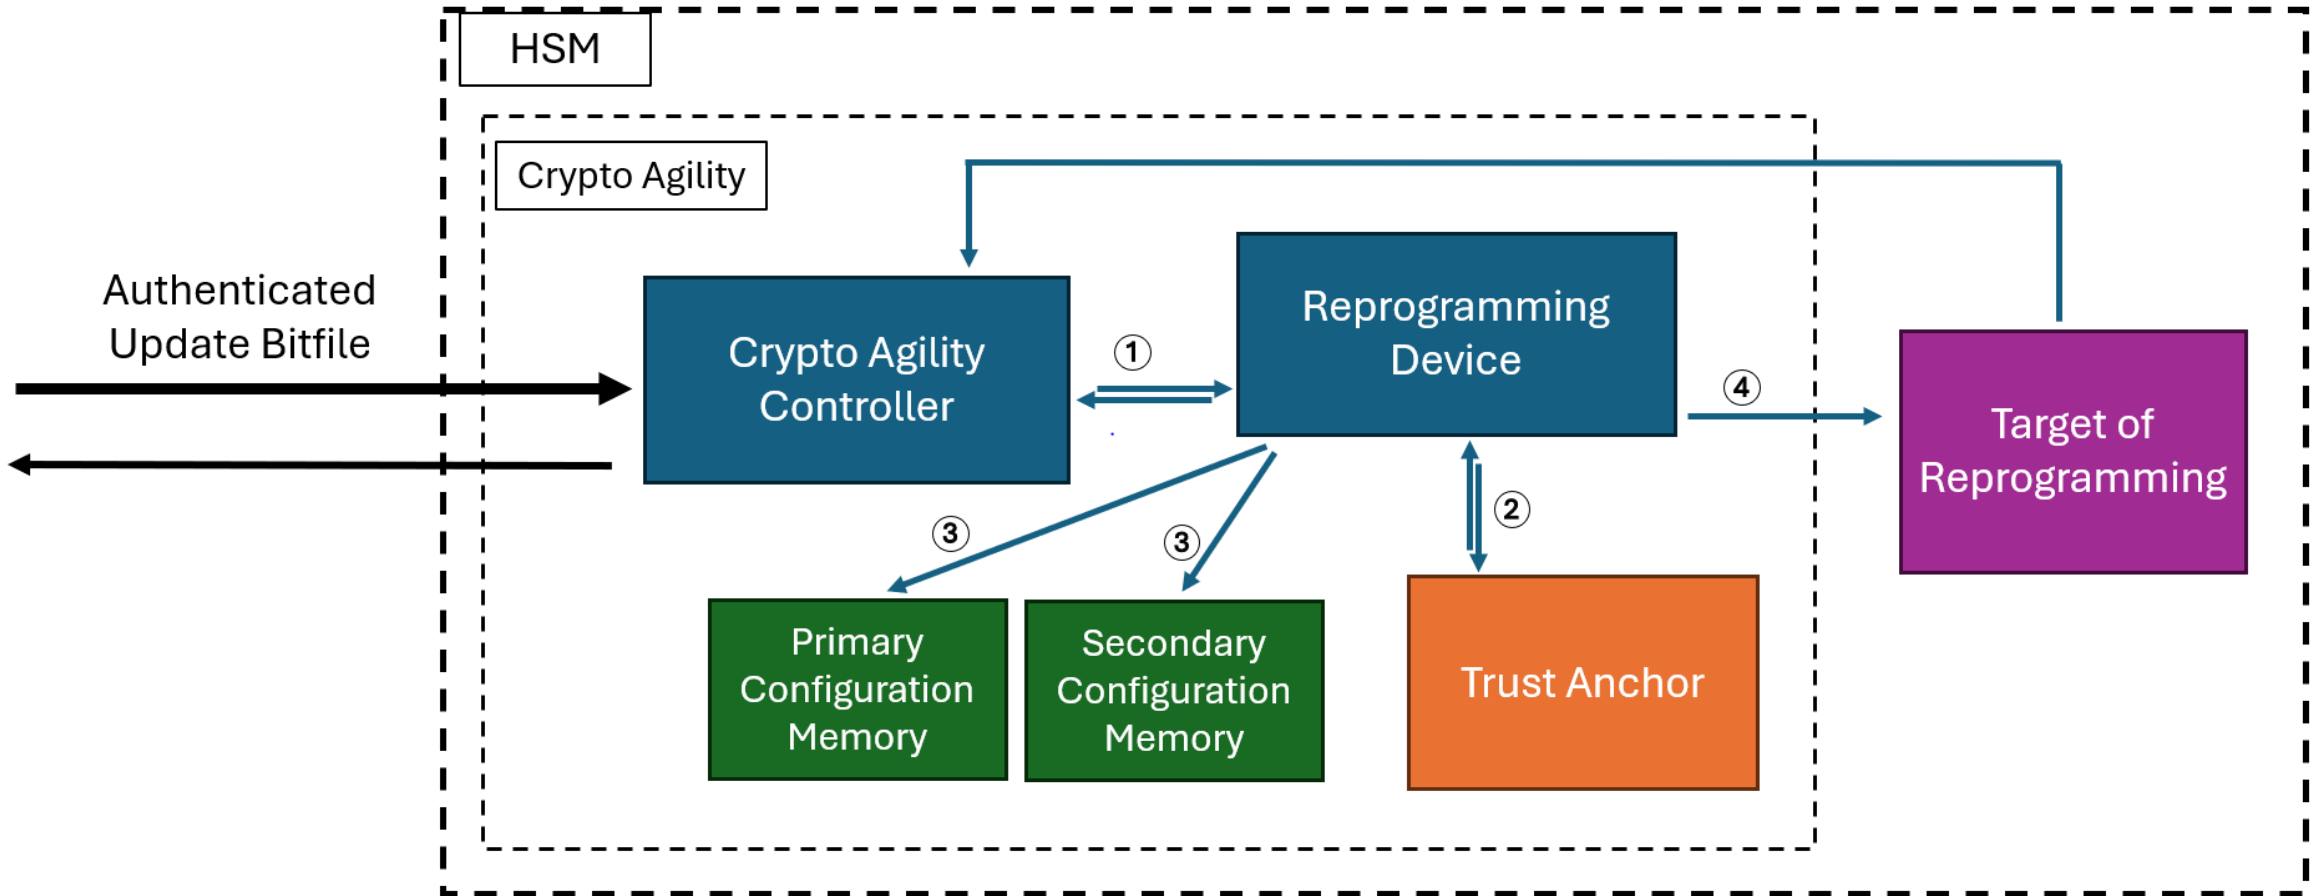 HSM
Crypto Agility
Authenticated
Update Bitfile
Crypto Agility
Controller
①
Reprogramming
Device
④
Target of
Reprogramming
②
③
③
Primary
Configuration
Memory
Secondary
Configuration
Memory
Trust Anchor